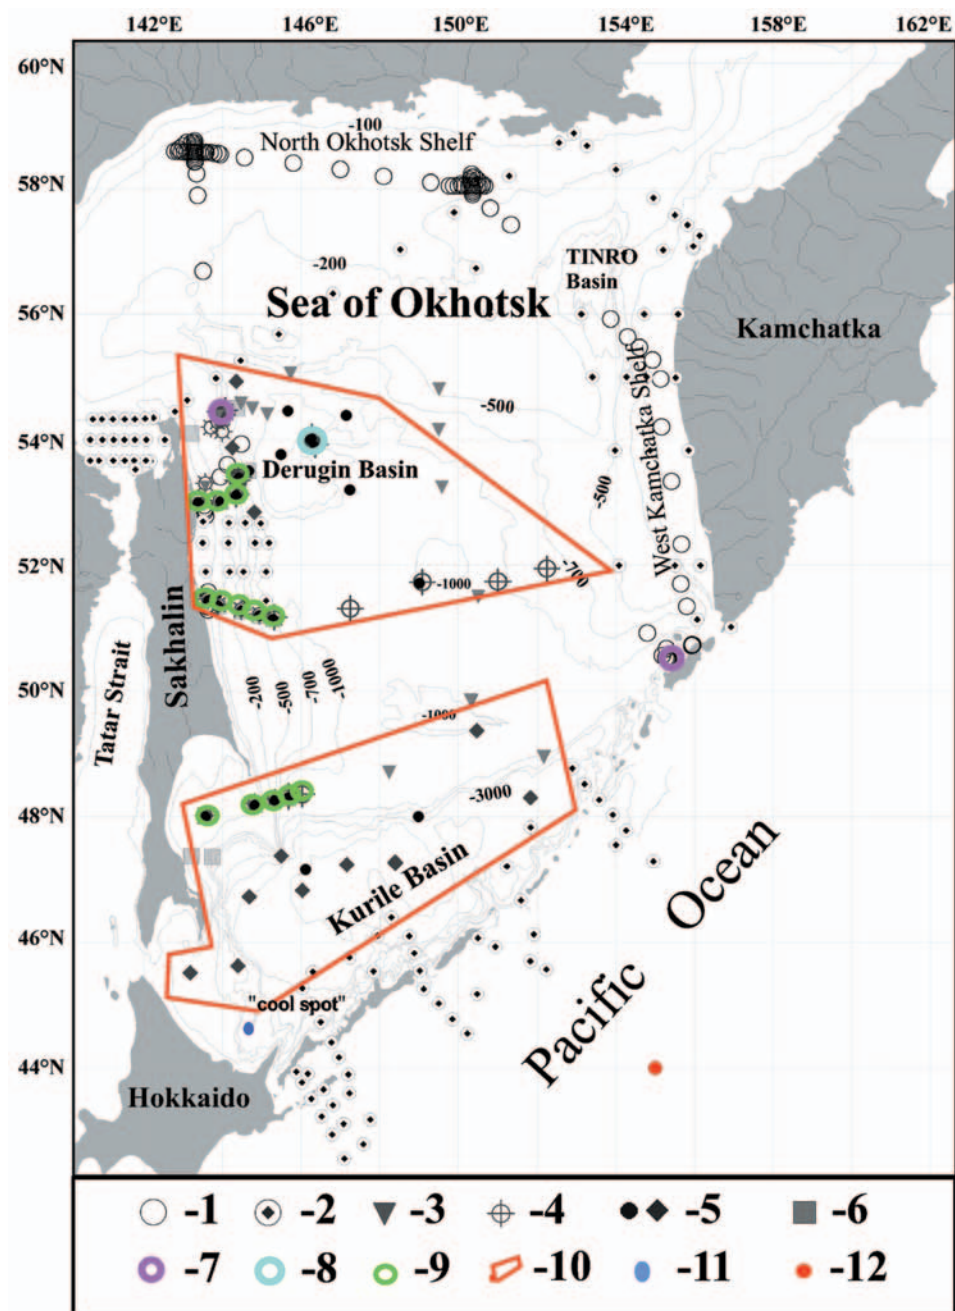 142°E 146°E 150°E 154°E 158°E 162°E
60°N
-100
North Okhotsk Shelf
58°N
-200
TINRO
Basin
Sea of Okhotsk
56°N
Kamchatka
West Kamchatka Shelf
-500
54°N
Derugin Basin
-500
52°N
-1000
-700
Sakhalin
Tatar Strait
50°N
-200
-500
-700
-1000
-1000
-3000
48°N
Kurile Basin
46°N
Pacific Ocean
"cool spot"
44°N
Hokkaido
-1 -2 -3 -4 -5 -6
-7 -8 -9 -10 -11 -12